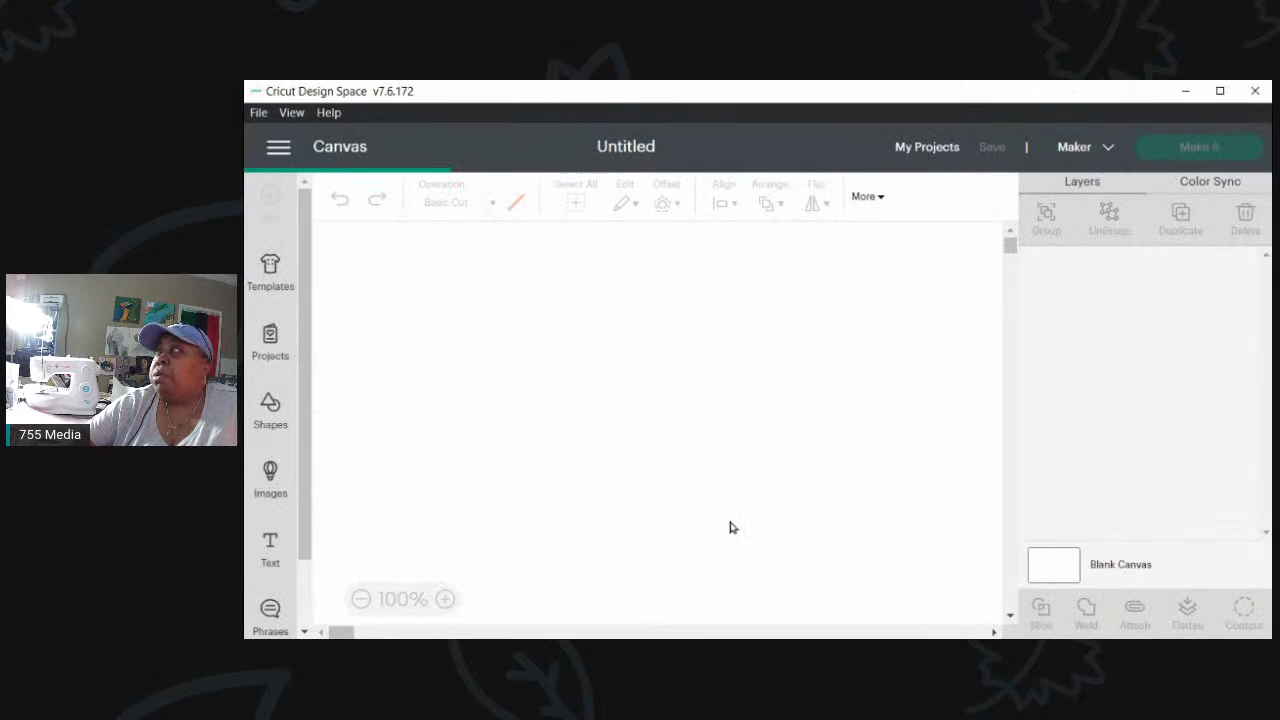 Cricut Design Space v7.6.172
File View Help
Canvas Untitled My Projects Save | Maker Make It
Operation Select All Edit Offset Align Arrange Flip
Basic Cut More
Layers Color Sync
Group UnGroup Duplicate Delete
Templates
Projects
Shapes
Images
Text
Phrases
100%
Blank Canvas
Slice Weld Attach Flatten Contour
755 Media